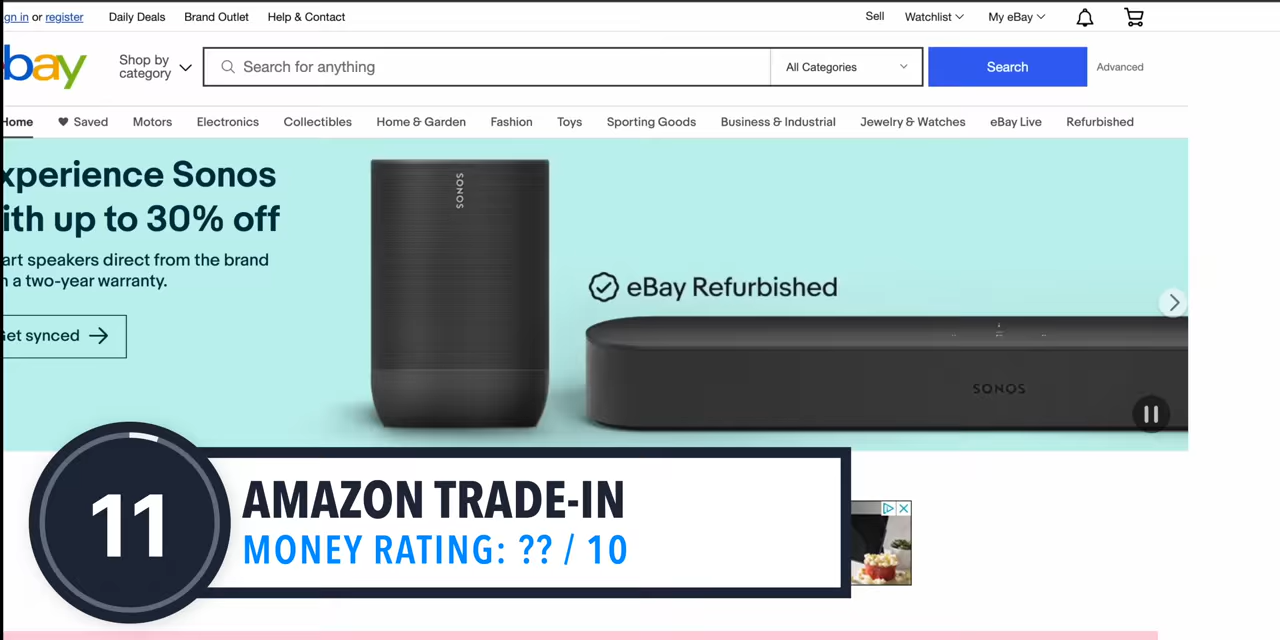 gn in or register Daily Deals Brand Outlet Help & Contact Sell Watchlist My eBay
bay Shop by category Search for anything All Categories Search Advanced
Home Saved Motors Electronics Collectibles Home & Garden Fashion Toys Sporting Goods Business & Industrial Jewelry & Watches eBay Live Refurbished
xperience Sonos
ith up to 30% off
art speakers direct from the brand
n a two-year warranty.
Get synced
SONOS
eBay Refurbished
SONOS
11
AMAZON TRADE-IN
MONEY RATING: ?? / 10